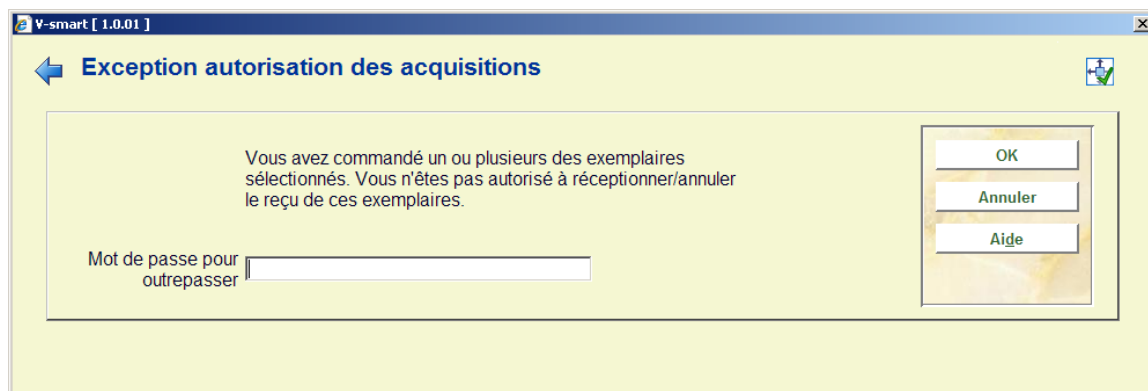 V-smart [ 1.0.01 ]
Exception autorisation des acquisitions
Vous avez commandé un ou plusieurs des exemplaires
sélectionnés. Vous n'êtes pas autorisé à réceptionner/annuler
le reçu de ces exemplaires.
Mot de passe pour
outrepasser
OK
Annuler
Aide